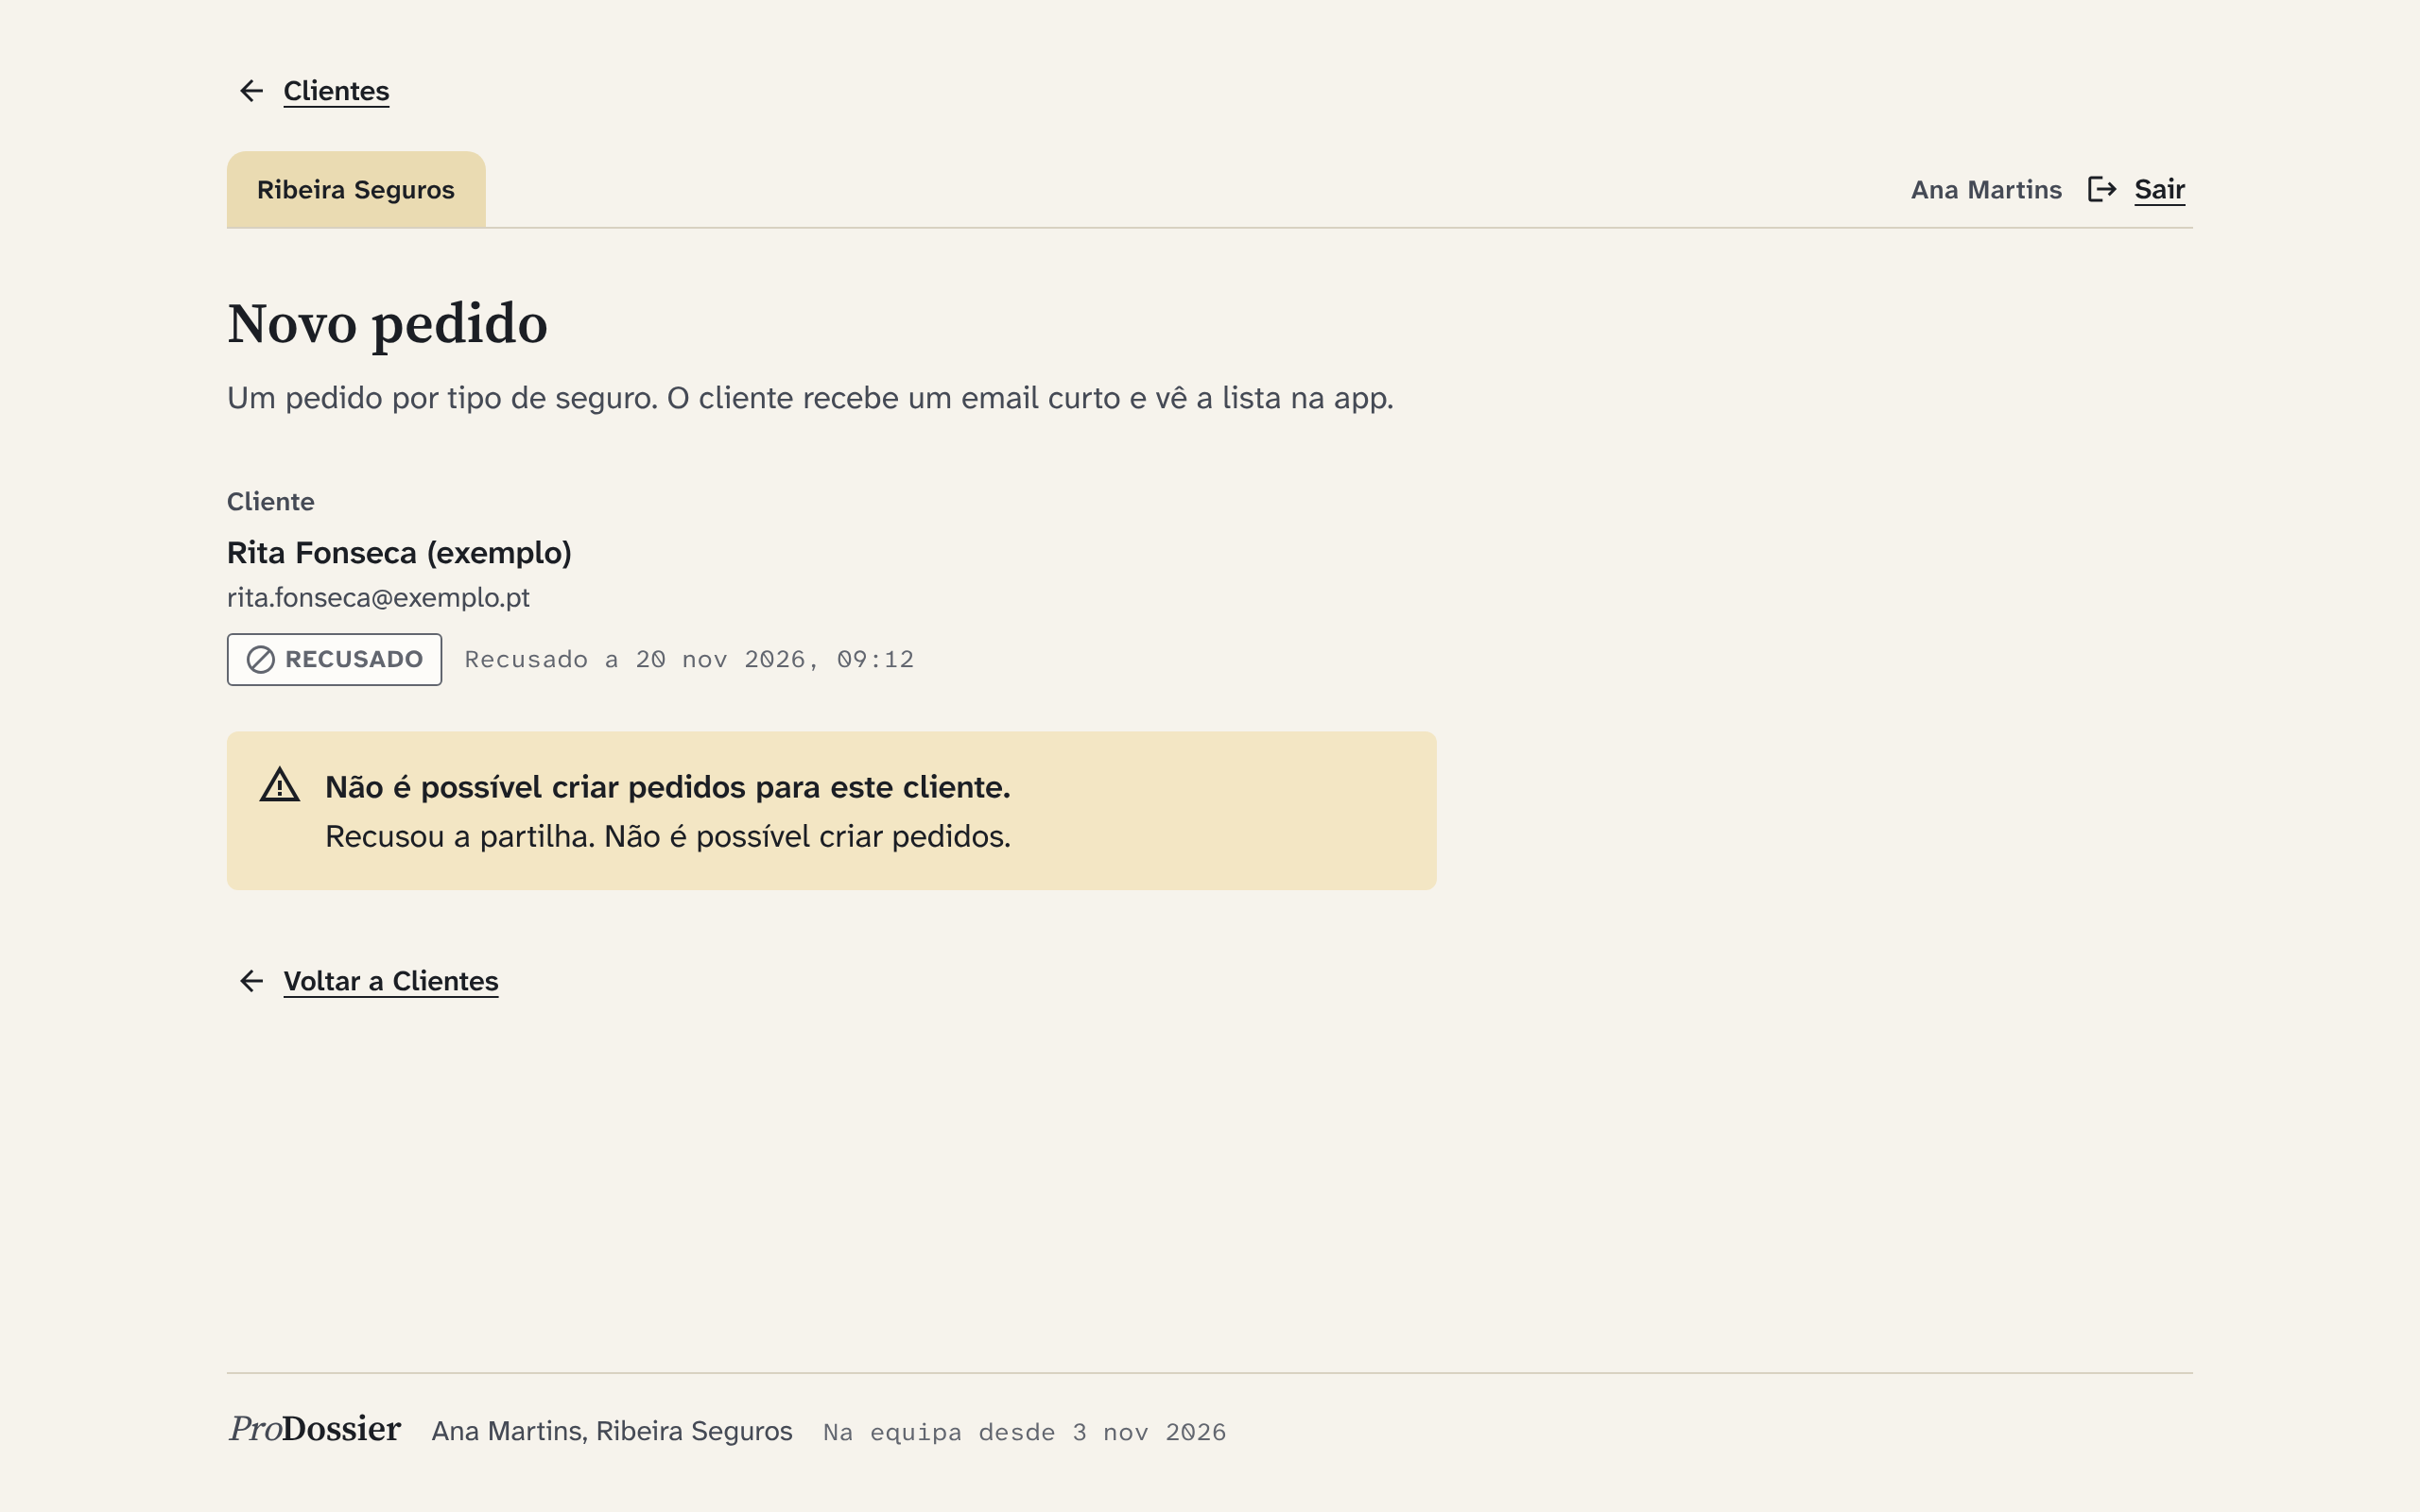 Clientes
Ribeira Seguros
Ana Martins Sair
Novo pedido
Um pedido por tipo de seguro. O cliente recebe um email curto e vê a lista na app.
Cliente
Rita Fonseca (exemplo)
rita.fonseca@exemplo.pt
RECUSADO Recusado a 20 nov 2026, 09:12
Não é possível criar pedidos para este cliente.
Recusou a partilha. Não é possível criar pedidos.
Voltar a Clientes
ProDossier Ana Martins, Ribeira Seguros Na equipa desde 3 nov 2026